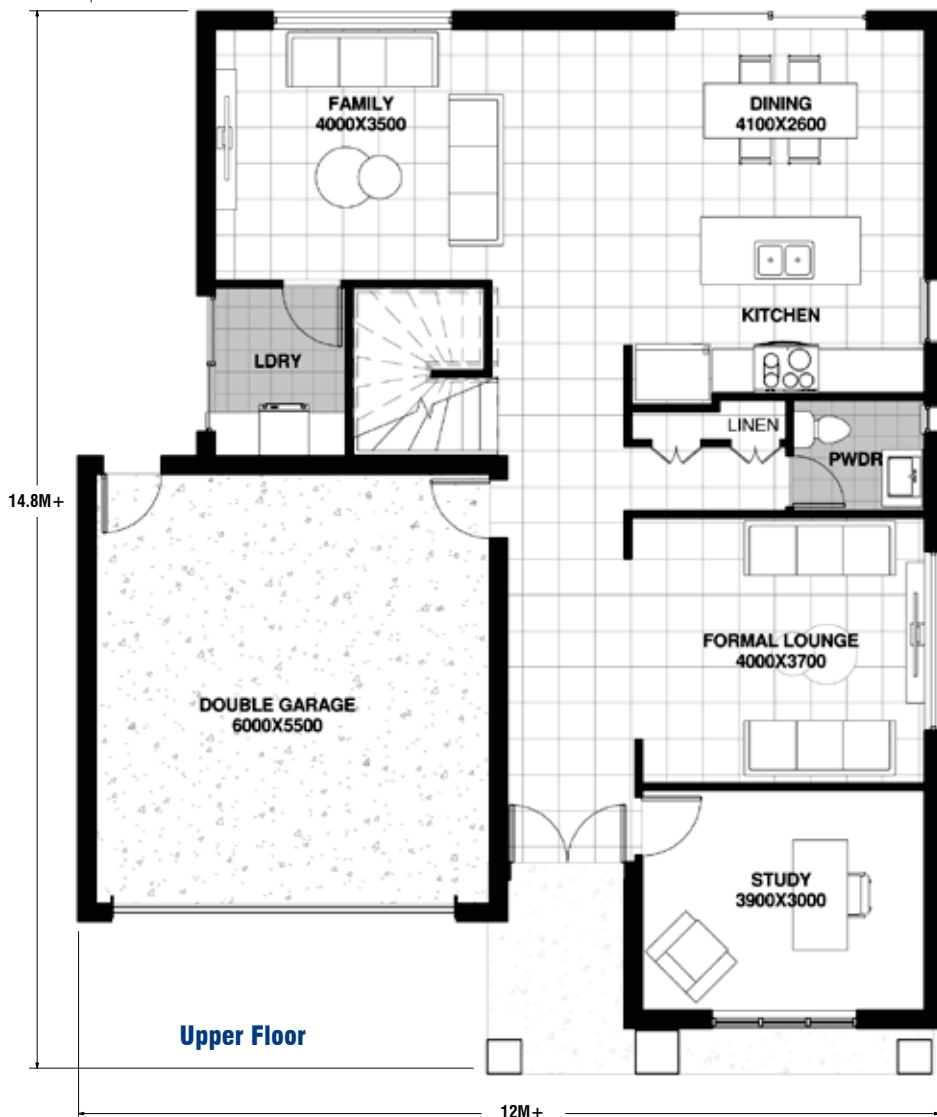 FAMILY
4000X3500
DINING
4100X2600
KITCHEN
LDRY
LINEN
PWDR
14.8M+
FORMAL LOUNGE
4000X3700
DOUBLE GARAGE
6000X5500
STUDY
3900X3000
Upper Floor
12M+